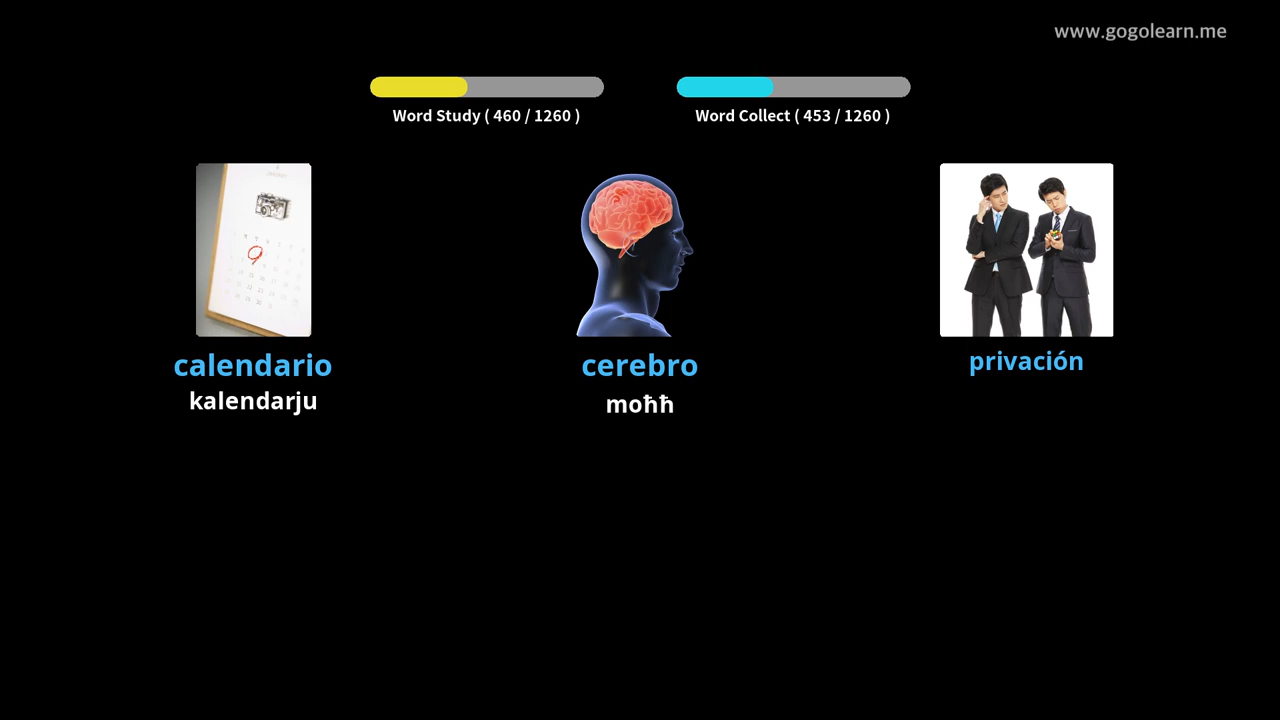 www.gogolearn.me
Word Study ( 460 / 1260 )
Word Collect ( 453 / 1260 )
calendario
kalendarju
cerebro
moħħ
privación